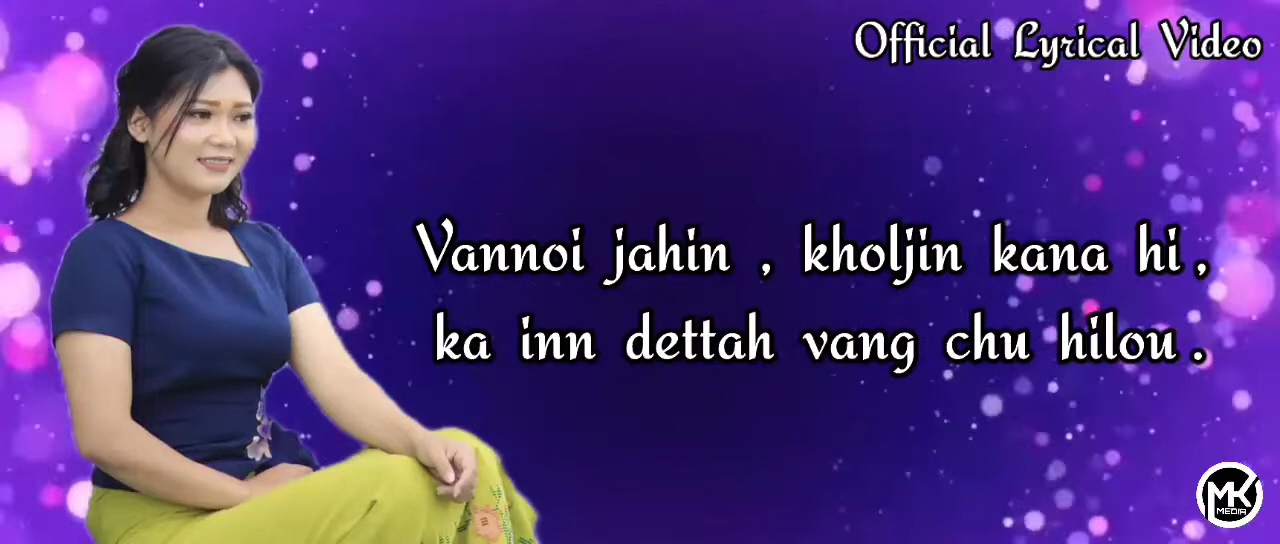 Official Lyrical Video
Vannoi jahin , kholjin kana hi ,
ka inn dettah vang chu hilou .
MK
MEDIA